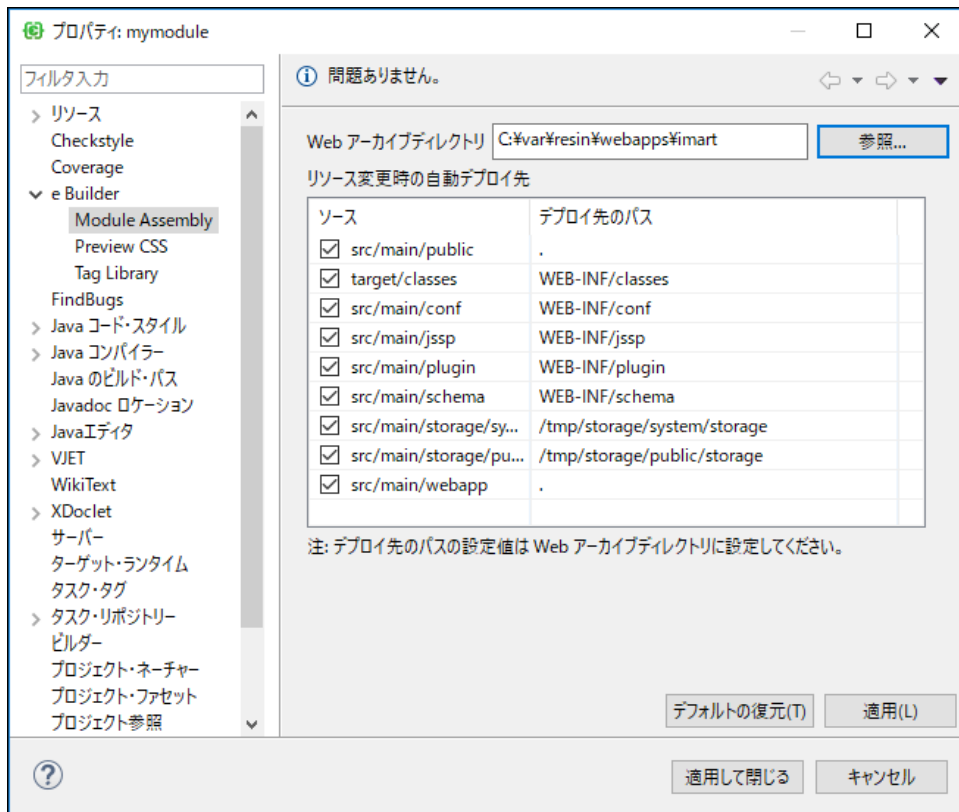 プロパティ: mymodule
フィルタ入力
リソース
Checkstyle
Coverage
e Builder
Module Assembly
Preview CSS
Tag Library
FindBugs
Java コード・スタイル
Java コンパイラー
Java のビルド・パス
Javadoc ロケーション
Javaエディタ
VJET
WikiText
XDoclet
サーバー
ターゲット・ランタイム
タスク・タグ
タスク・リポジトリー
ビルダー
プロジェクト・ネーチャー
プロジェクト・ファセット
プロジェクト参照
問題ありません。
Web アーカイブディレクトリ C:¥var¥resin¥webapps¥imart 参照...
リソース変更時の自動デプロイ先
ソース デプロイ先のパス
src/main/public .
target/classes WEB-INF/classes
src/main/conf WEB-INF/conf
src/main/jssp WEB-INF/jssp
src/main/plugin WEB-INF/plugin
src/main/schema WEB-INF/schema
src/main/storage/sy... /tmp/storage/system/storage
src/main/storage/pu... /tmp/storage/public/storage
src/main/webapp .
注: デプロイ先のパスの設定値は Web アーカイブディレクトリに設定してください。
デフォルトの復元(T) 適用(L)
? 適用して閉じる キャンセル